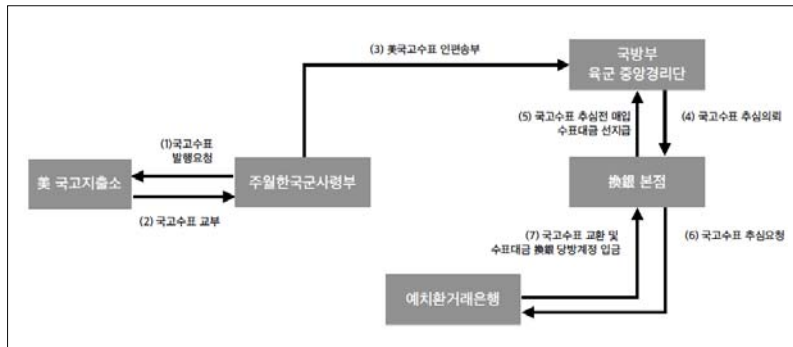 (3) 美국고수표 인편송부
국방부
육군 중앙경리단
(5) 국고수표 추심전 매입
수표대금 선지급
(4) 국고수표 추심의뢰
(1)국고수표
발행요청
美 국고지출소
주월한국군사령부
換銀 본점
(2) 국고수표 교부
(7) 국고수표 교환 및
수표대금 換銀 당방계정 입금
(6) 국고수표 추심요청
예치환거래은행